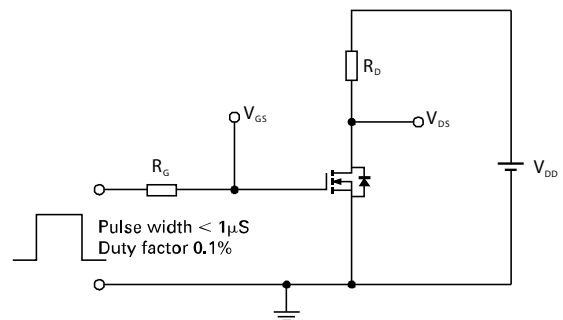 R_D
V_GS
V_DS
R_G
V_DD
Pulse width < 1μS
Duty factor 0.1%